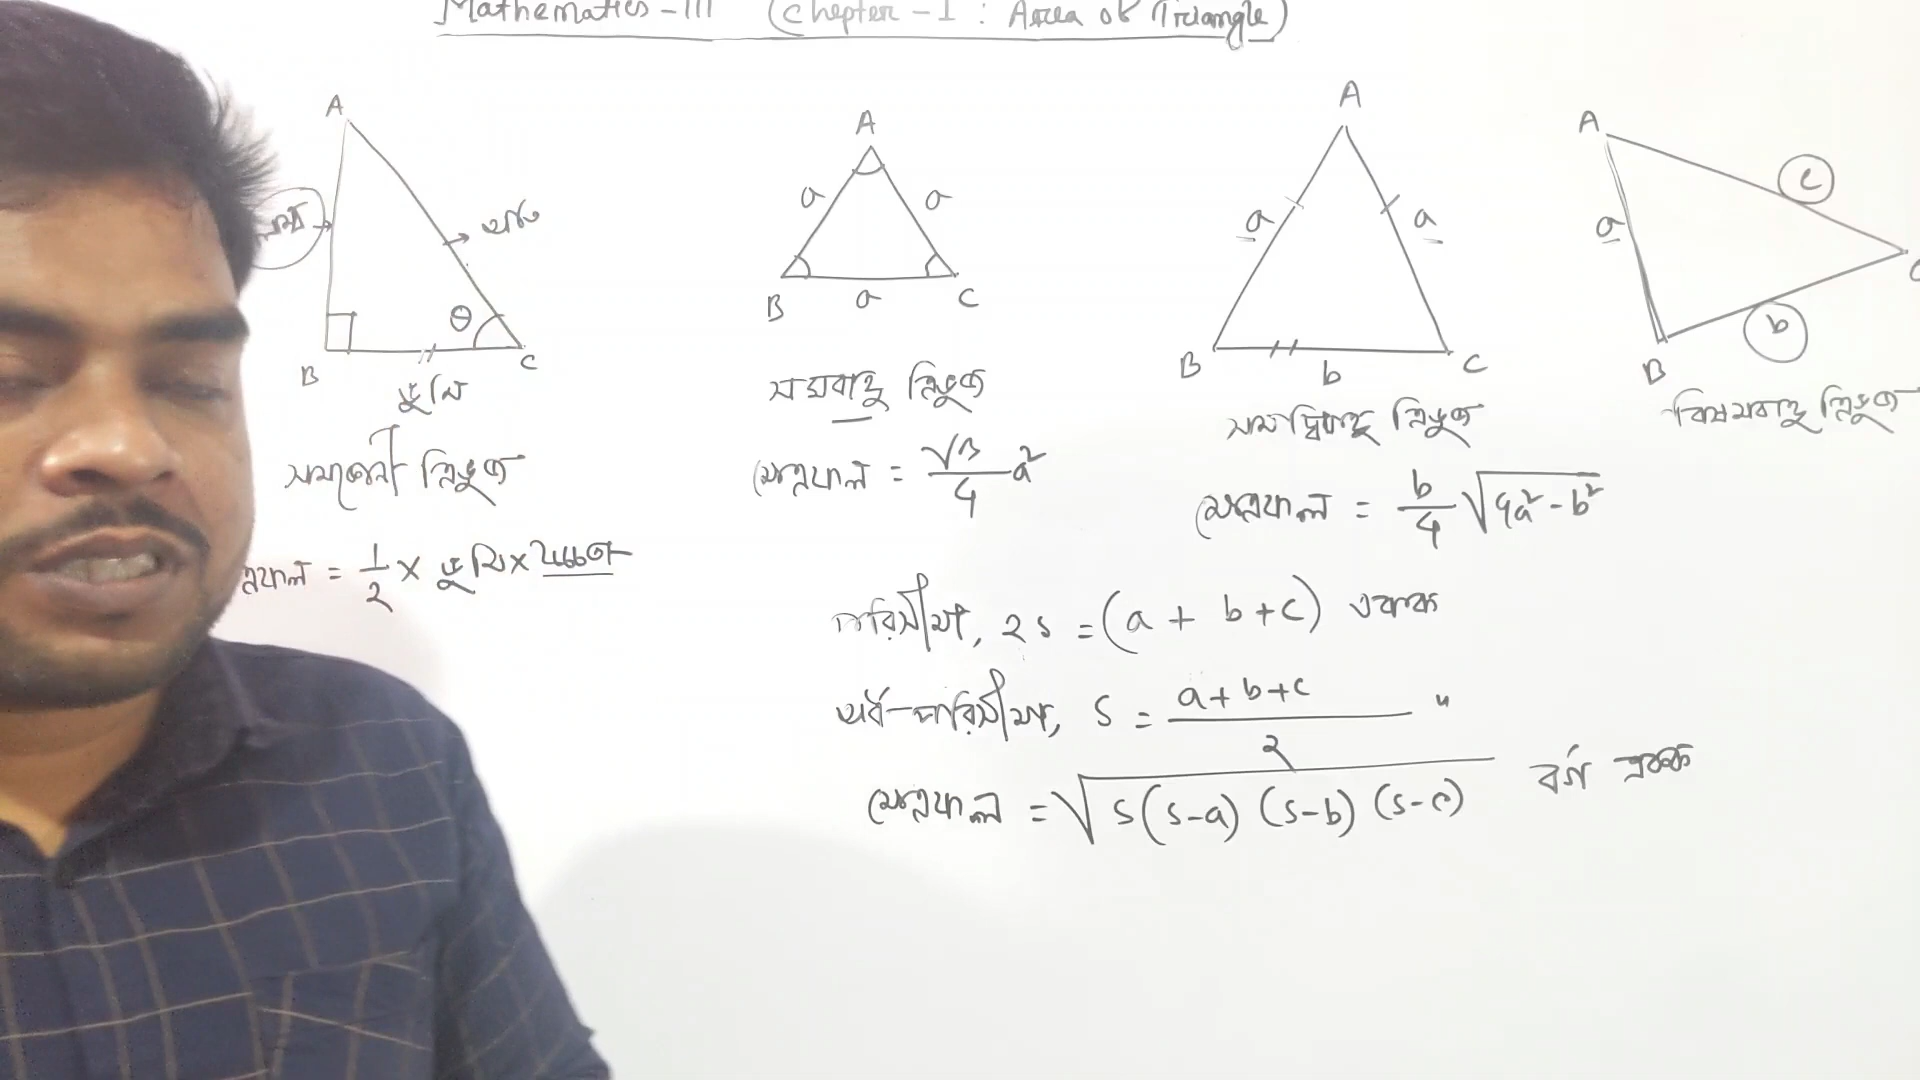 Mathematics-III (Chepter-1: Area of Triangle)
A
লম্ব
অতি
θ
B
C
ভূমি
সমকোণী ত্রিভুজ
ত্রফল = 1/2 × ভূমি × উচ্চতা
A
a
a
B
a
C
সমবাহু ত্রিভুজ
ক্ষেত্রফল = √3/4 a²
A
a
a
B
b
C
সমদ্বিবাহু ত্রিভুজ
ক্ষেত্রফল = b/4 √4a²-b²
A
c
a
C
b
B
বিষমবাহু ত্রিভুজ
পরিসীমা, 2s = (a + b+c) একক
অর্ধ-পরিসীমা, s = a+b+c/2 "
ক্ষেত্রফল = √s(s-a) (s-b) (s-c) বর্গ একক